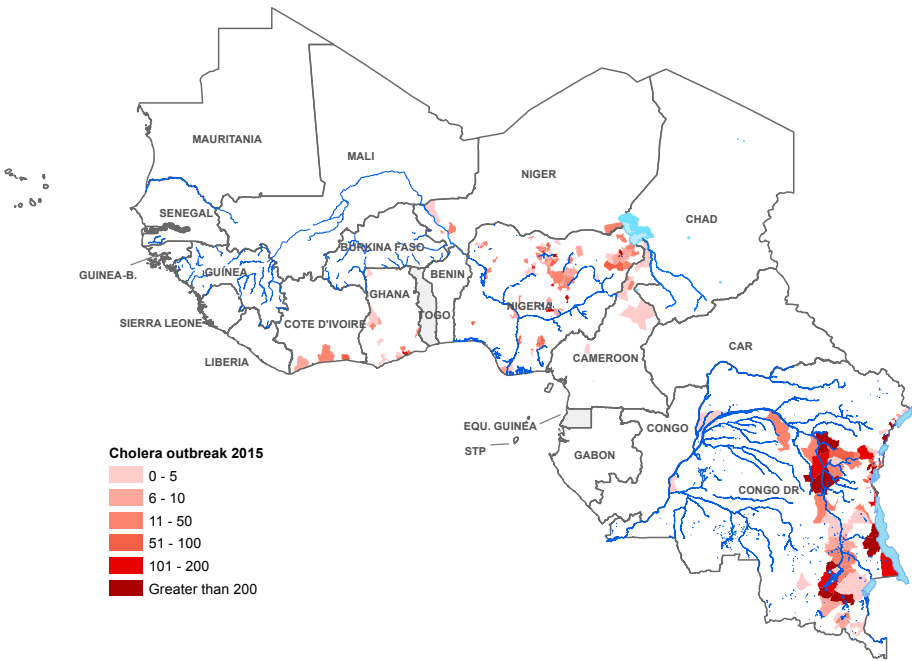 MAURITANIA
MALI
NIGER
CHAD
SENEGAL
BURKINA FASO
GUINEA-B.
GUINEA
BENIN
GHANA
NIGERIA
TOGO
SIERRA LEONE
COTE D'IVOIRE
LIBERIA
CAMEROON
CAR
EQU. GUINEA
CONGO
STP
GABON
CONGO DR
Cholera outbreak 2015
0 - 5
6 - 10
11 - 50
51 - 100
101 - 200
Greater than 200